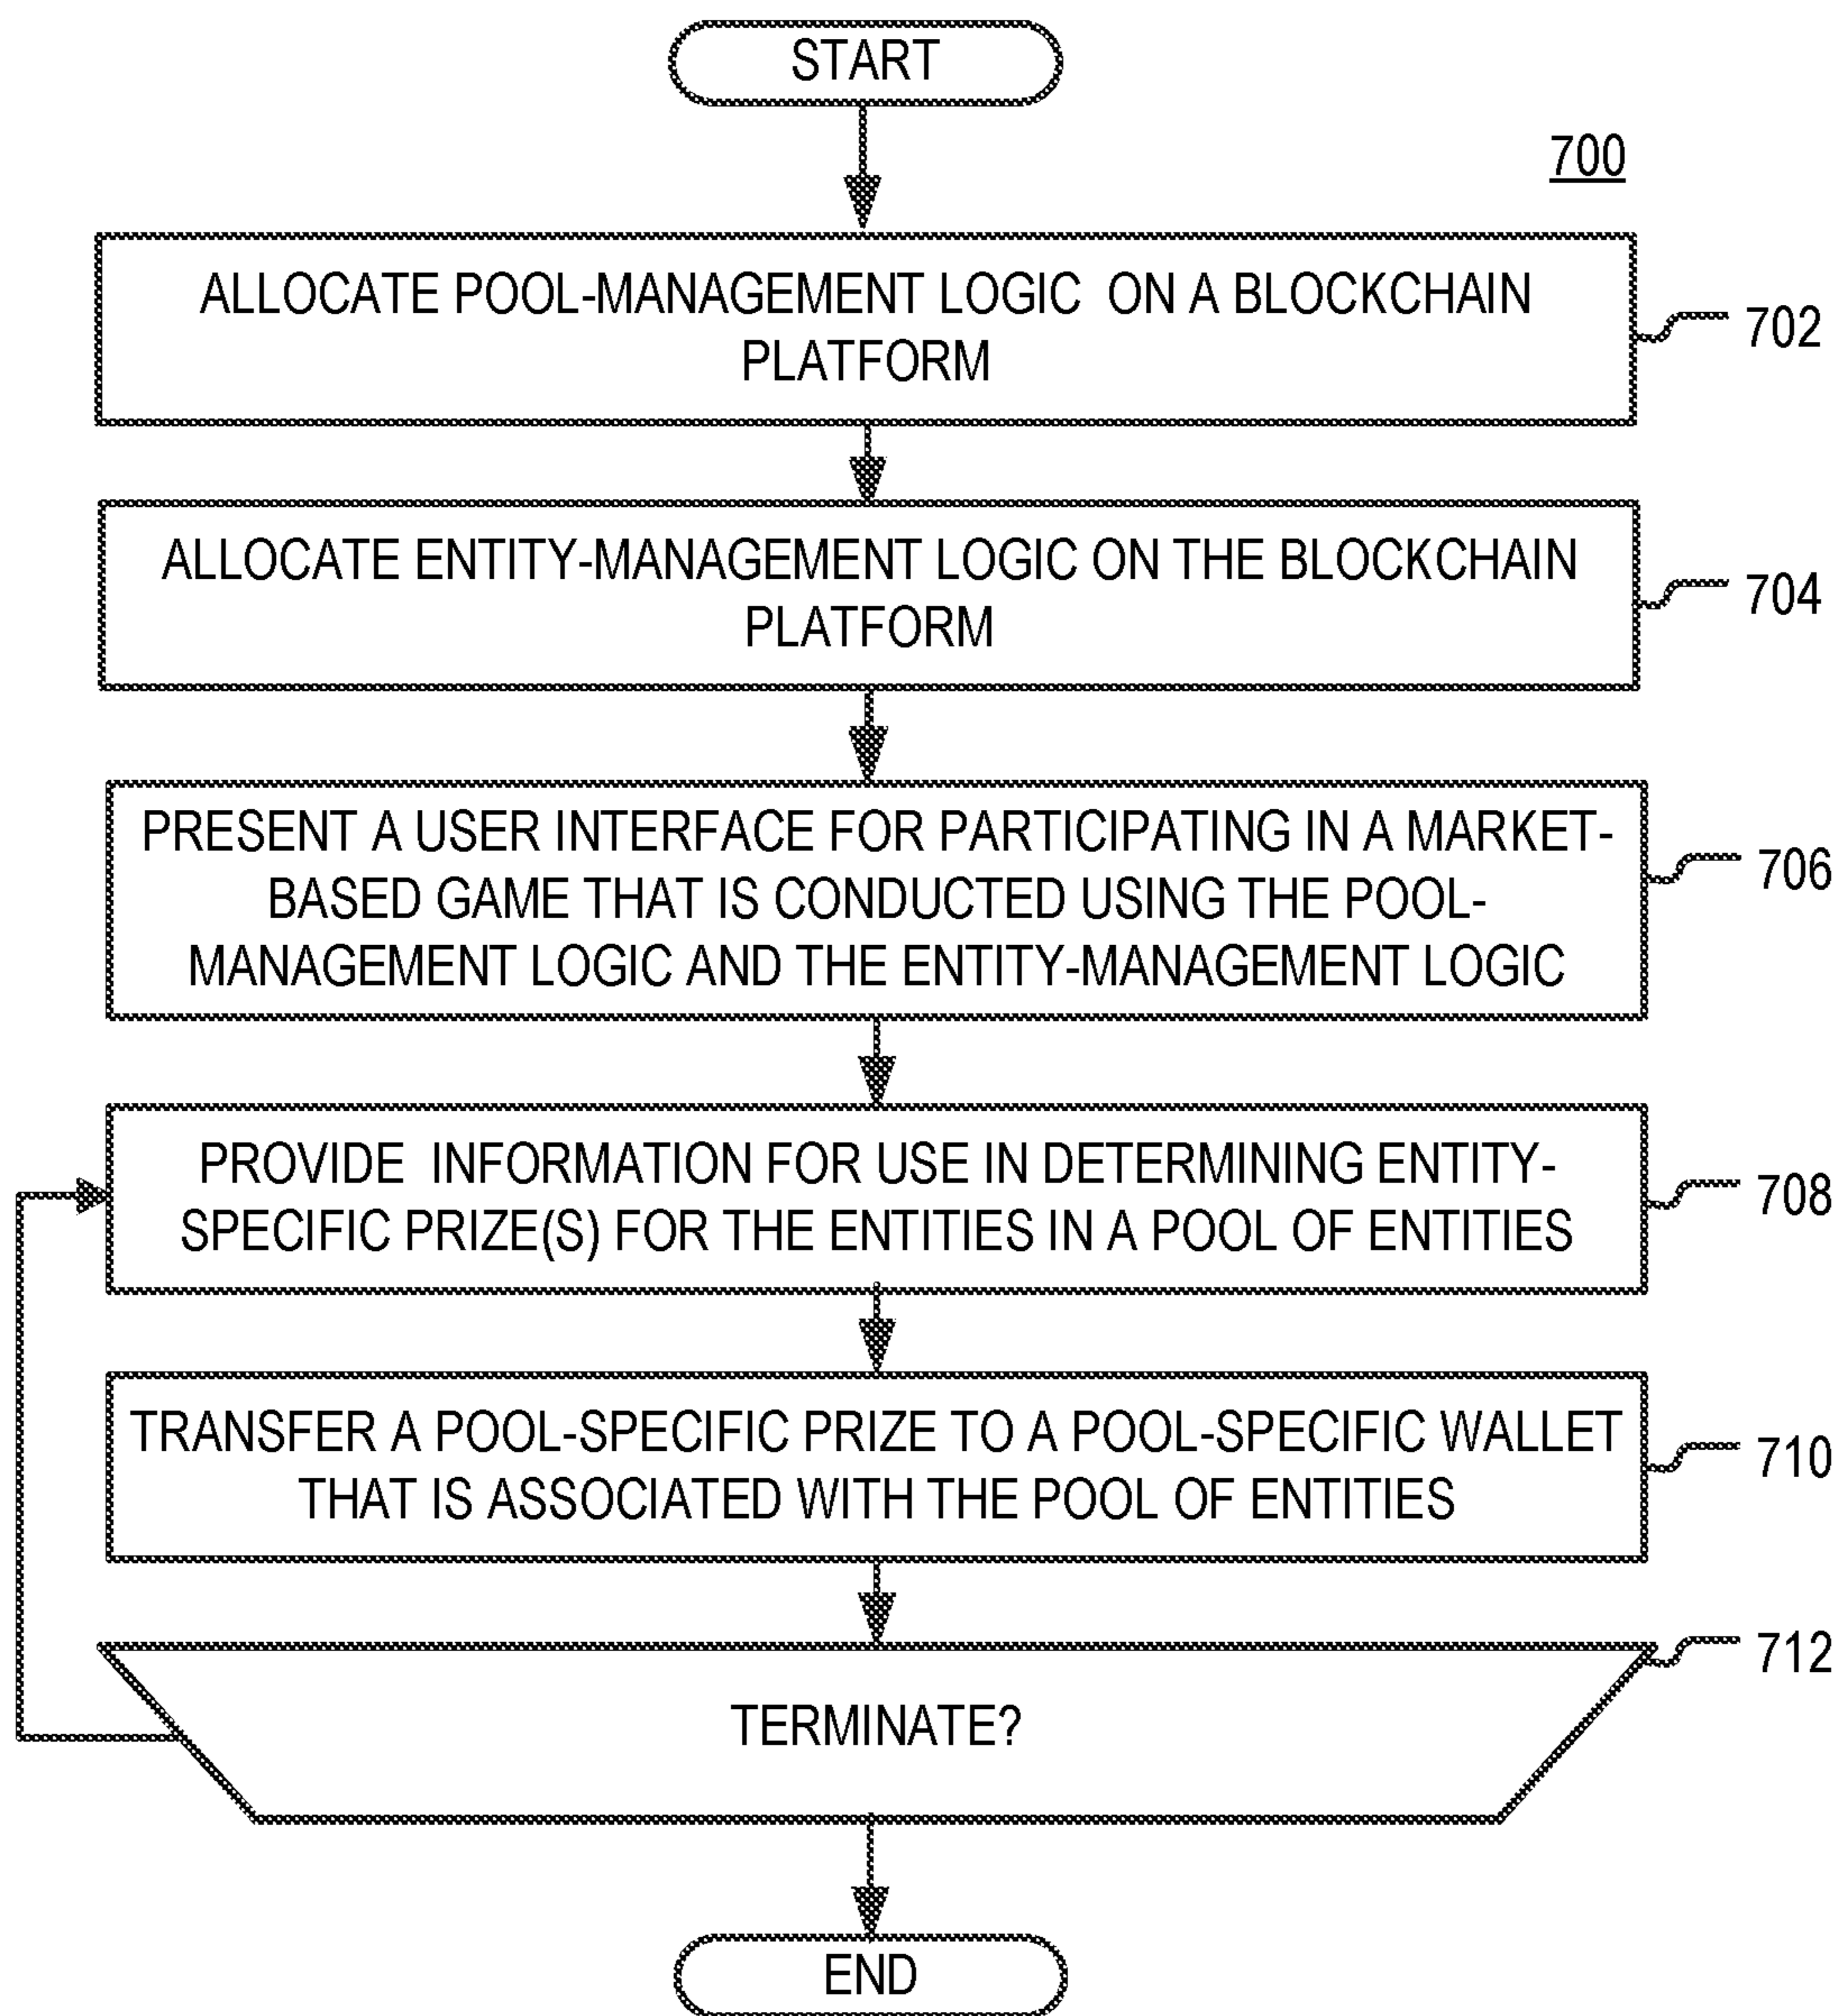 START
700
ALLOCATE POOL-MANAGEMENT LOGIC ON A BLOCKCHAIN
PLATFORM
702
ALLOCATE ENTITY-MANAGEMENT LOGIC ON THE BLOCKCHAIN
PLATFORM
704
PRESENT A USER INTERFACE FOR PARTICIPATING IN A MARKET-
BASED GAME THAT IS CONDUCTED USING THE POOL-
MANAGEMENT LOGIC AND THE ENTITY-MANAGEMENT LOGIC
706
PROVIDE INFORMATION FOR USE IN DETERMINING ENTITY-
SPECIFIC PRIZE(S) FOR THE ENTITIES IN A POOL OF ENTITIES
708
TRANSFER A POOL-SPECIFIC PRIZE TO A POOL-SPECIFIC WALLET
THAT IS ASSOCIATED WITH THE POOL OF ENTITIES
710
TERMINATE?
712
END